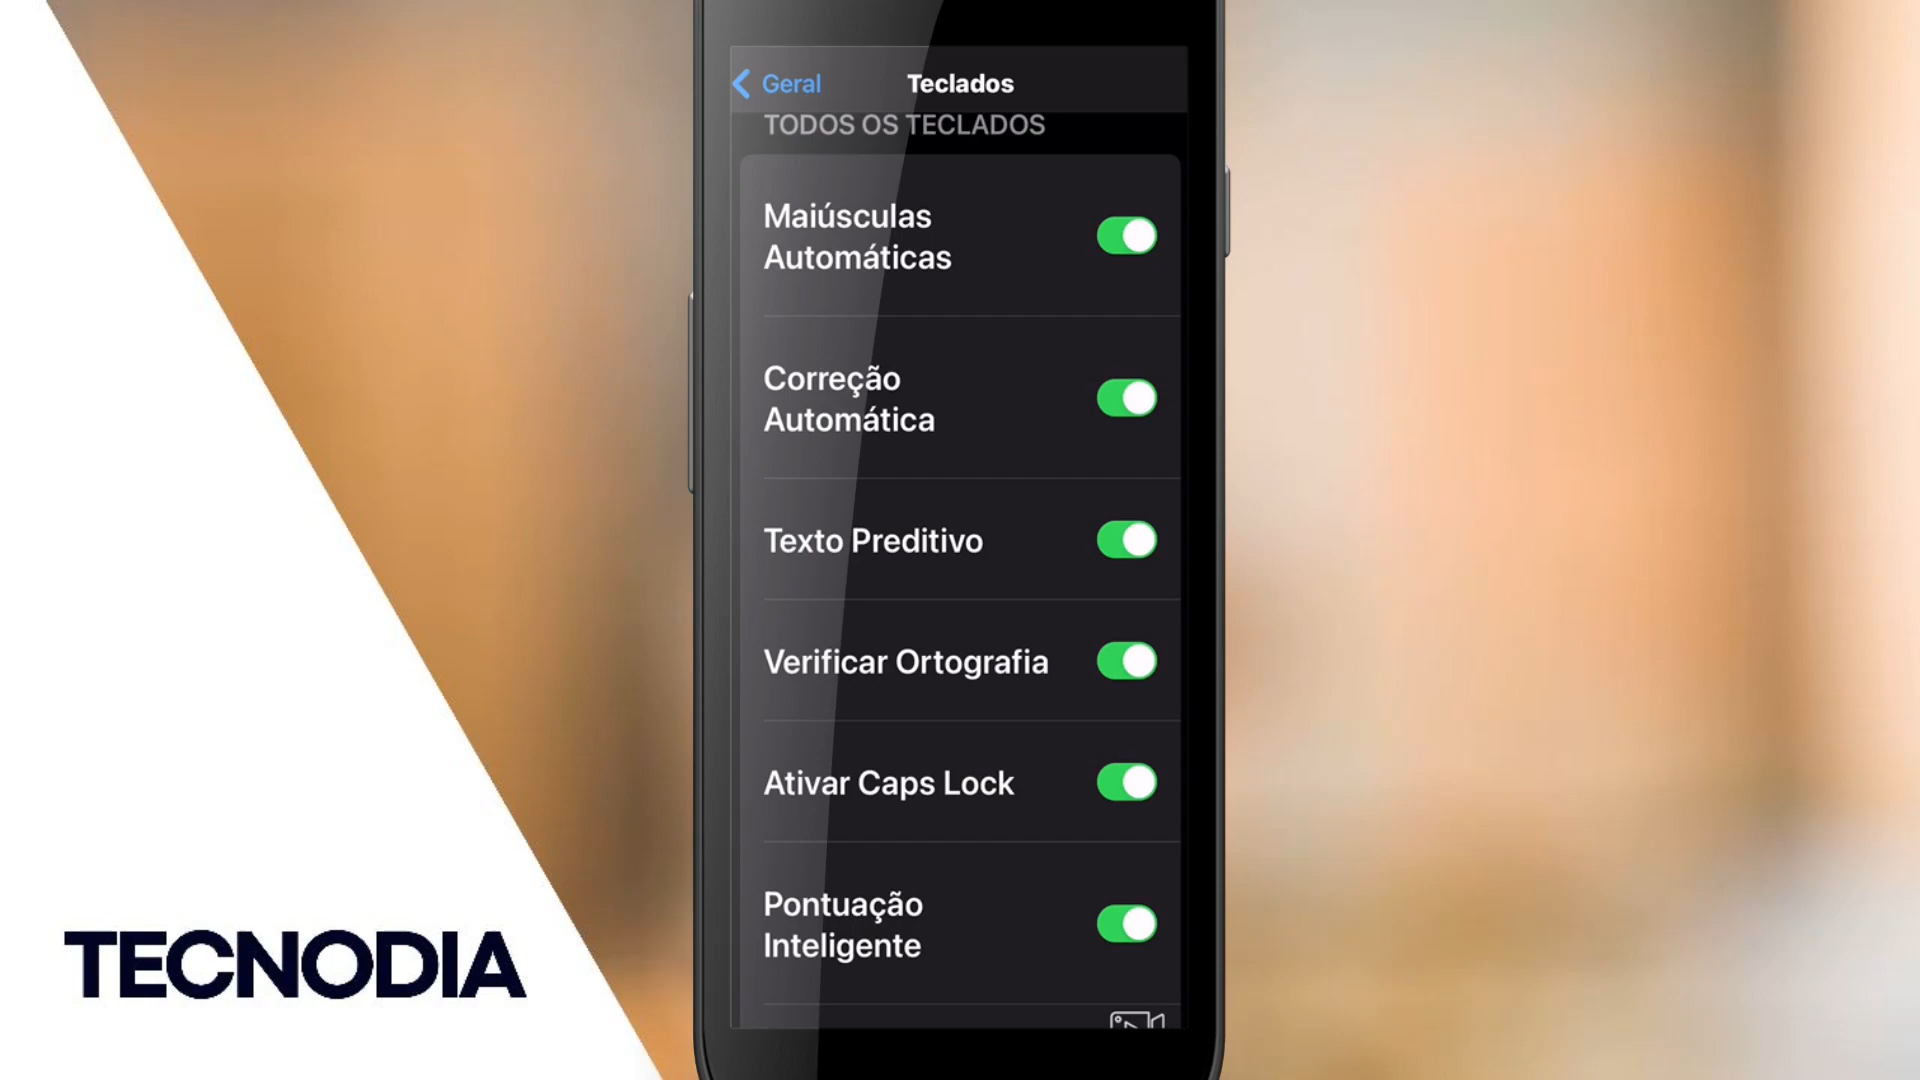 Geral
Teclados
TODOS OS TECLADOS
Maiúsculas
Automáticas
Correção
Automática
Texto Preditivo
Verificar Ortografia
Ativar Caps Lock
Pontuação
Inteligente
TECNODIA